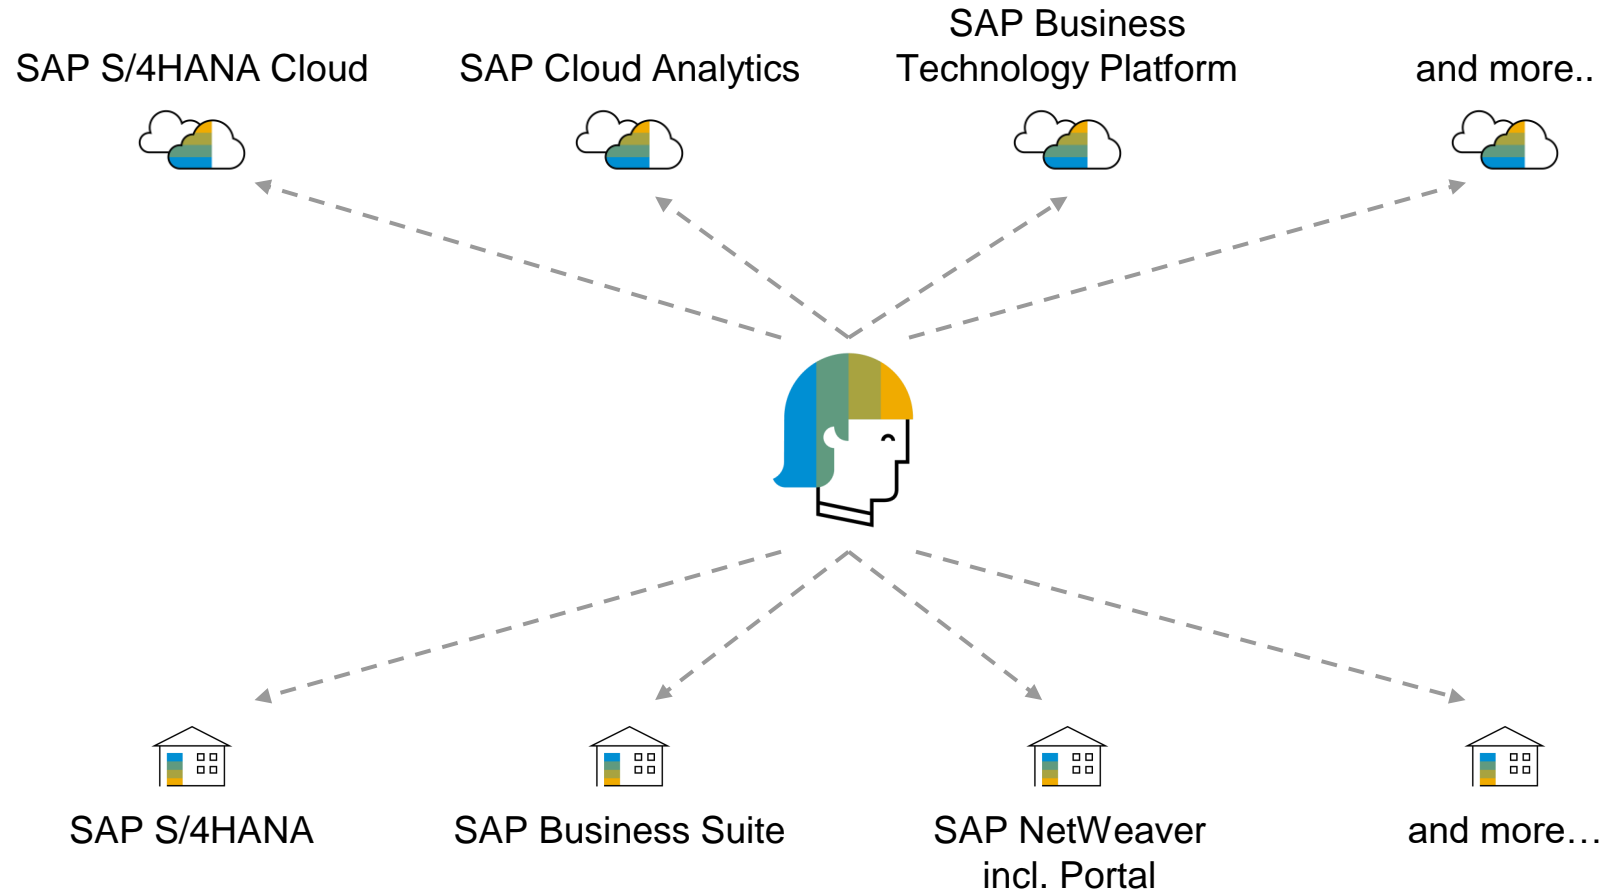 SAP S/4HANA Cloud
SAP Cloud Analytics
SAP Business
Technology Platform
and more..
SAP S/4HANA
SAP Business Suite
SAP NetWeaver
incl. Portal
and more…